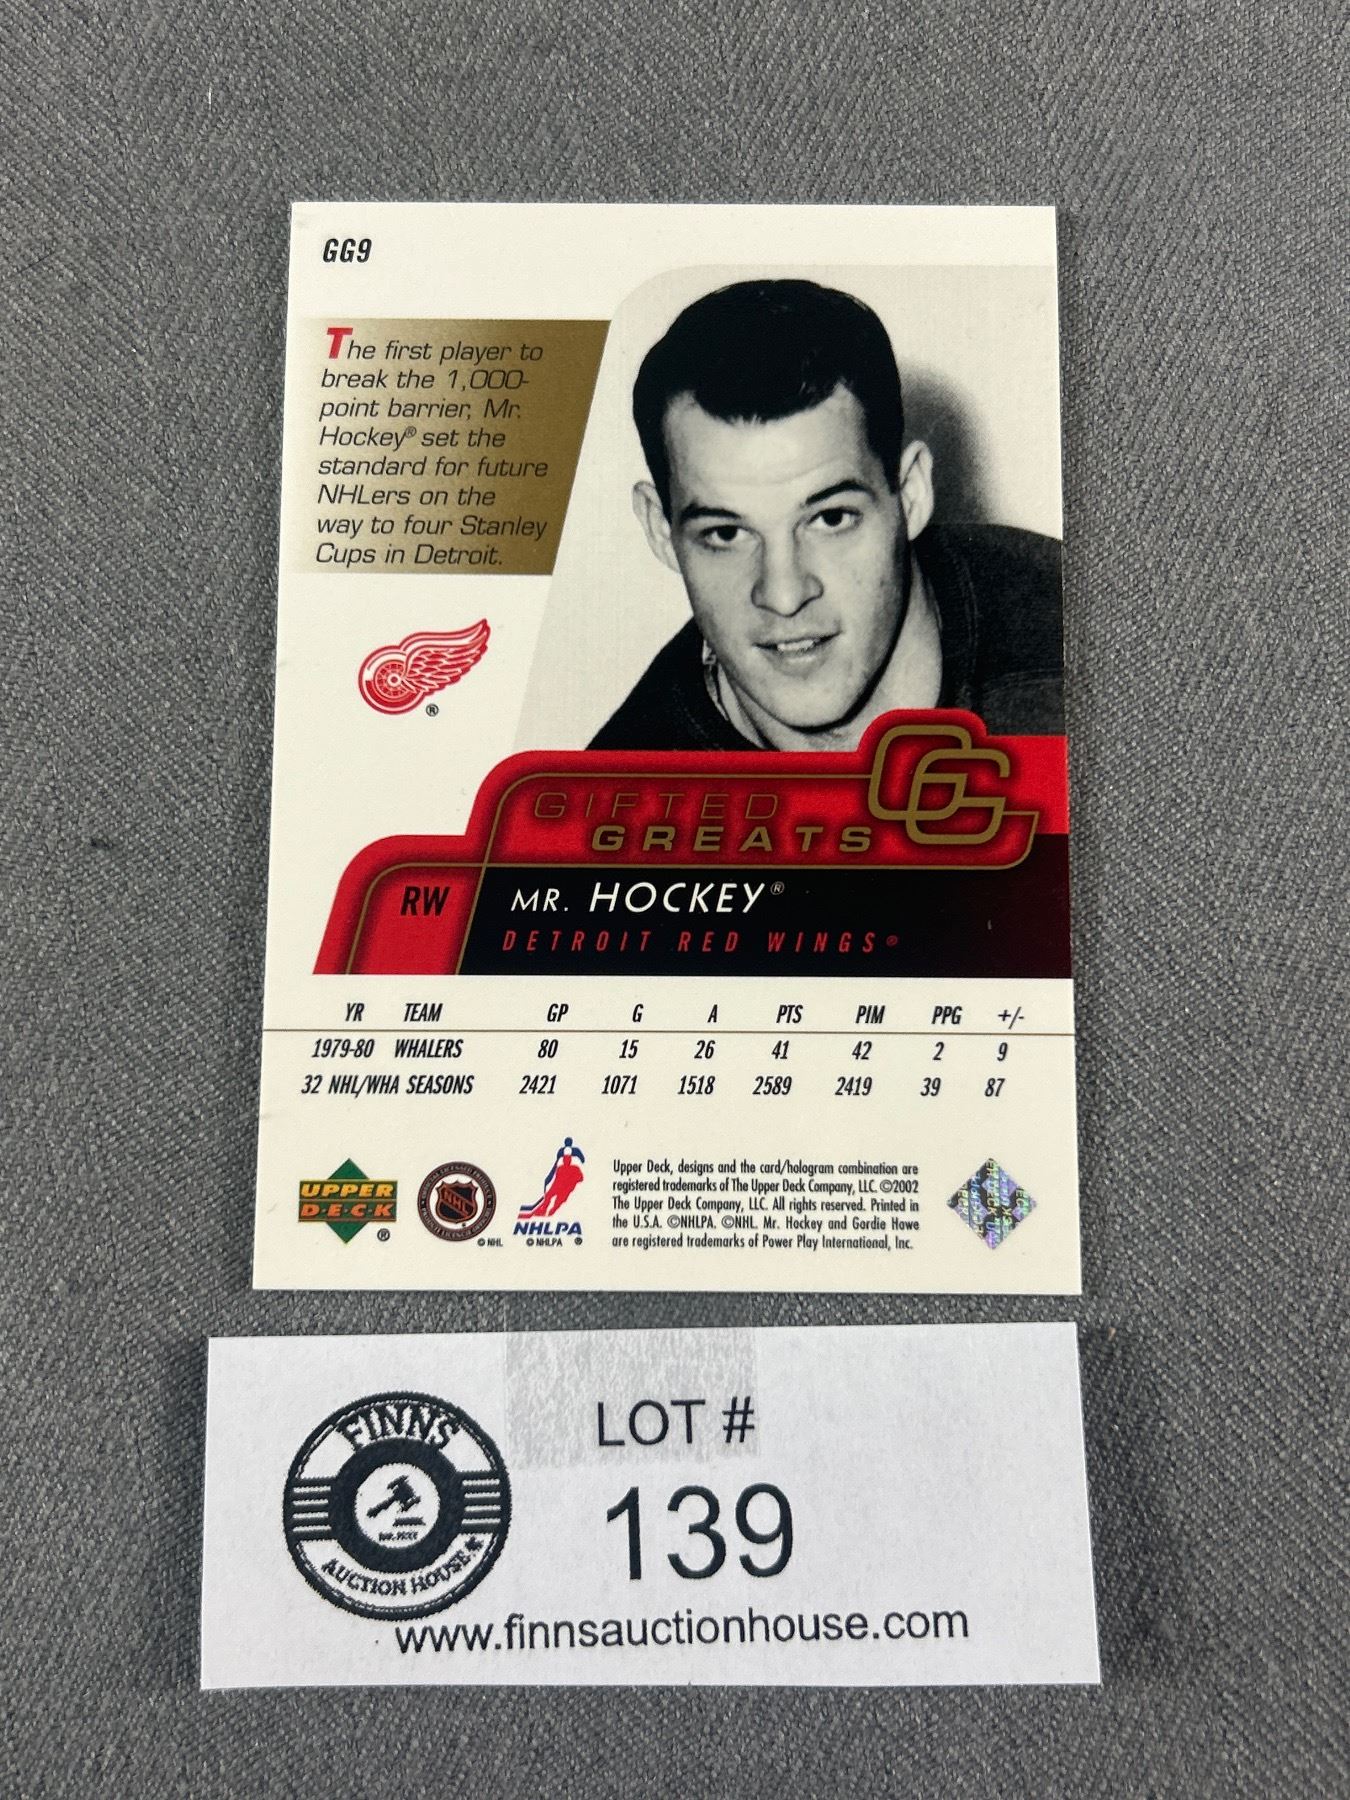 GG9
The first player to
break the 1,000-
point barrier, Mr.
Hockey® set the
standard for future
NHLers on the
way to four Stanley
Cups in Detroit.
®
GG
GIFTED
GREATS
RW MR. HOCKEY®
DETROIT RED WINGS®
YR TEAM GP G A PTS PIM PPG +/-
1979-80 WHALERS 80 15 26 41 42 2 9
32 NHL/WHA SEASONS 2421 1071 1518 2589 2419 39 87
UPPER
D·E·C·K
®
NHL
© NHL
NHLPA
© NHLPA ®
Upper Deck, designs and the card/hologram combination are
registered trademarks of The Upper Deck Company, LLC. ©2002
The Upper Deck Company, LLC. All rights reserved. Printed in
the U.S.A. ©NHLPA. ©NHL. Mr. Hockey and Gordie Howe
are registered trademarks of Power Play International, Inc.
FINNS
AUCTION HOUSE
LOT #
139
www.finnsauctionhouse.com